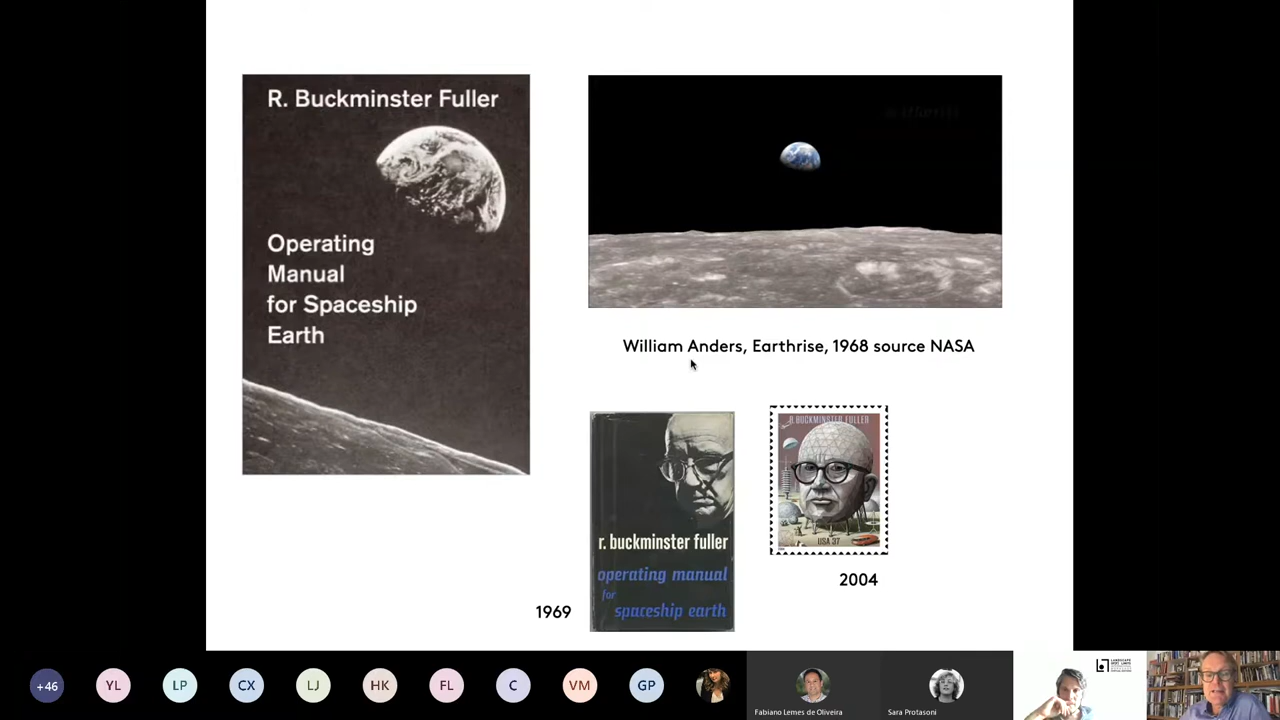 R. Buckminster Fuller
Operating
Manual
for Spaceship
Earth
William Anders, Earthrise, 1968 source NASA
r. buckminster fuller
operating manual
for
spaceship earth
1969
R. BUCKMINSTER FULLER
USA 37
2004
+46
YL
LP
CX
LJ
HK
FL
C
VM
GP
Fabiano Lemes de Oliveira
Sara Protasoni